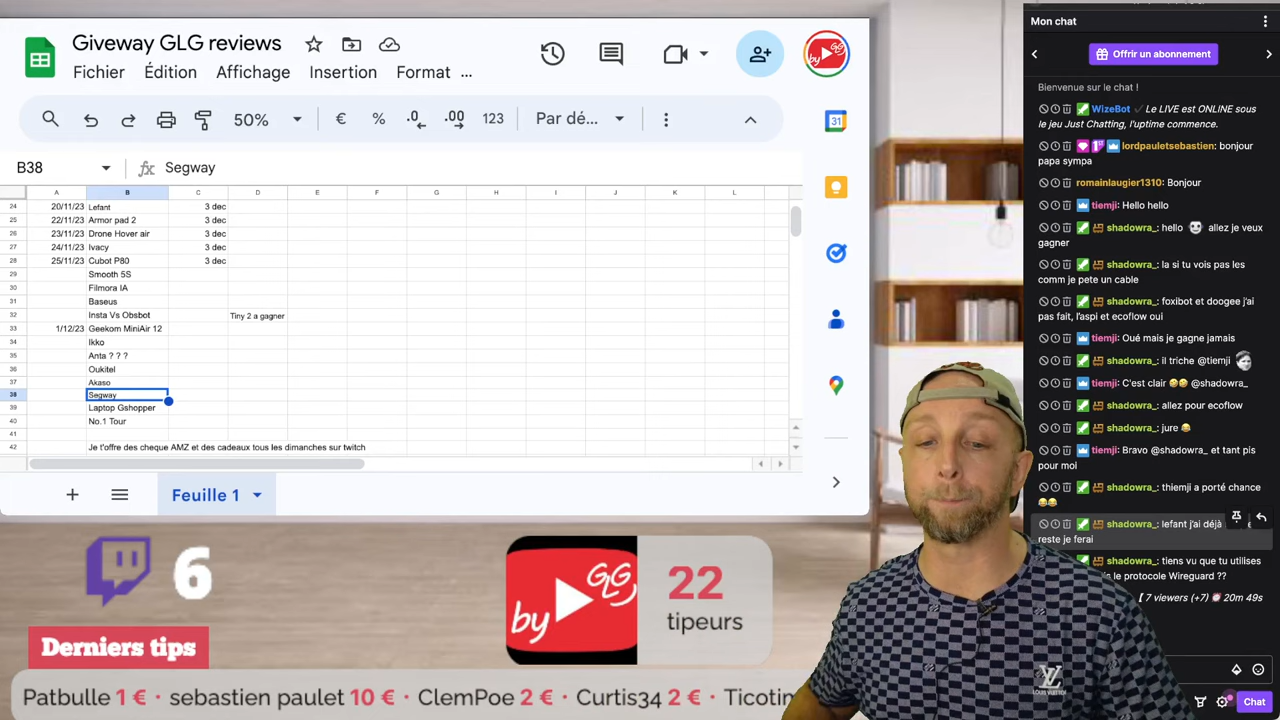 Giveway GLG reviews
Fichier Édition Affichage Insertion Format ...
50% € % .0 .00 123 Par dé...
B38 Segway
A B C D E F G H I J K L
24 20/11/23 Lefant 3 dec
25 22/11/23 Armor pad 2 3 dec
26 23/11/23 Drone Hover air 3 dec
27 24/11/23 Ivacy 3 dec
28 25/11/23 Cubot P80 3 dec
29 Smooth 5S
30 Filmora IA
31 Baseus
32 Insta Vs Obsbot Tiny 2 a gagner
33 1/12/23 Geekom MiniAir 12
34 Ikko
35 Anta ? ? ?
36 Oukitel
37 Akaso
38 Segway
39 Laptop Gshopper
40 No.1 Tour
41
42 Je t'offre des cheque AMZ et des cadeaux tous les dimanches sur twitch
Feuille 1
31
by GG
6
by GLG
22
tipeurs
Derniers tips
Patbulle 1 € · sebastien paulet 10 € · ClemPoe 2 € · Curtis34 2 € · Ticotin
LOUIS VUITTON
Mon chat
Offrir un abonnement
Bienvenue sur le chat !
WizeBot Le LIVE est ONLINE sous
le jeu Just Chatting, l'uptime commence.
lordpauletsebastien: bonjour
papa sympa
romainlaugier1310: Bonjour
tiemji: Hello hello
shadowra_: hello allez je veux
gagner
shadowra_: la si tu vois pas les
comm je pete un cable
shadowra_: foxibot et doogee j'ai
pas fait, l'aspi et ecoflow oui
tiemji: Oué mais je gagne jamais
shadowra_: il triche @tiemji
tiemji: C'est clair 🤣🤣 @shadowra_
shadowra_: allez pour ecoflow
shadowra_: jure 😂
tiemji: Bravo @shadowra_ et tant pis
pour moi
shadowra_: thiemji a porté chance
😂😂
shadowra_: lefant j'ai déjà
reste je ferai
shadowra_: tiens vu que tu utilises
le protocole Wireguard ??
[ 7 viewers (+7) 20m 49s
Chat